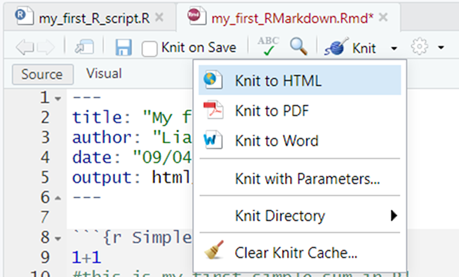 my_first_R_script.R
my_first_RMarkdown.Rmd*
Knit on Save
ABC
Knit
Source
Visual
Knit to HTML
Knit to PDF
Knit to Word
Knit with Parameters...
Knit Directory
Clear Knitr Cache...
1 ---
2 title: "My f
3 author: "Lia
4 date: "09/04
5 output: html
6 ---
7
8 ```{r Simple
9 1+1
10 #this is my first simple sum in R!